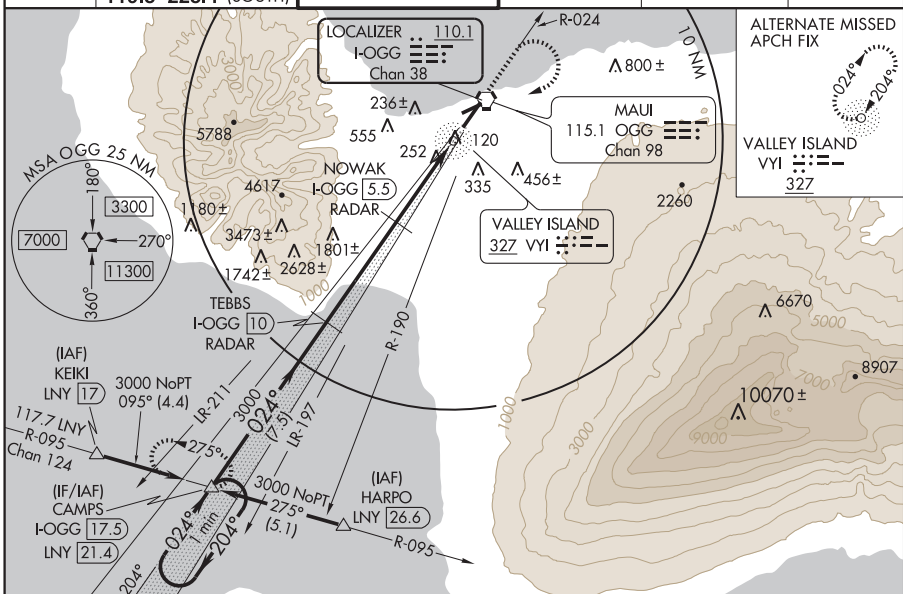 (SOUTH)
LOCALIZER 110.1
I-OGG
Chan 38
R-024
10 NM
800 ±
ALTERNATE MISSED
APCH FIX
024°
204°
VALLEY ISLAND
VYI
327
5788
236 ±
555
252
120
MAUI
115.1 OGG
Chan 98
MSA OGG 25 NM
180°
3300
7000
270°
11300
360°
NOWAK
I-OGG 5.5
RADAR
4617
1180 ±
3473 ±
1801 ±
1742 ±
2628 ±
335
456 ±
2260
VALLEY ISLAND
327 VYI
1000
TEBBS
I-OGG 10
RADAR
R-190
6670
5000
8907
7000
10070 ±
9000
1000
3000
(IAF)
KEIKI
LNY 17
3000 NoPT
095° (4.4)
LR-211
3000
024°
(7.5)
LR-197
117.7 LNY
R-095
Chan 124
275°
(IF/IAF)
CAMPS
I-OGG 17.5
LNY 21.4
3000 NoPT
275°
(5.1)
(IAF)
HARPO
LNY 26.6
R-095
024°
1 min
204°
204°